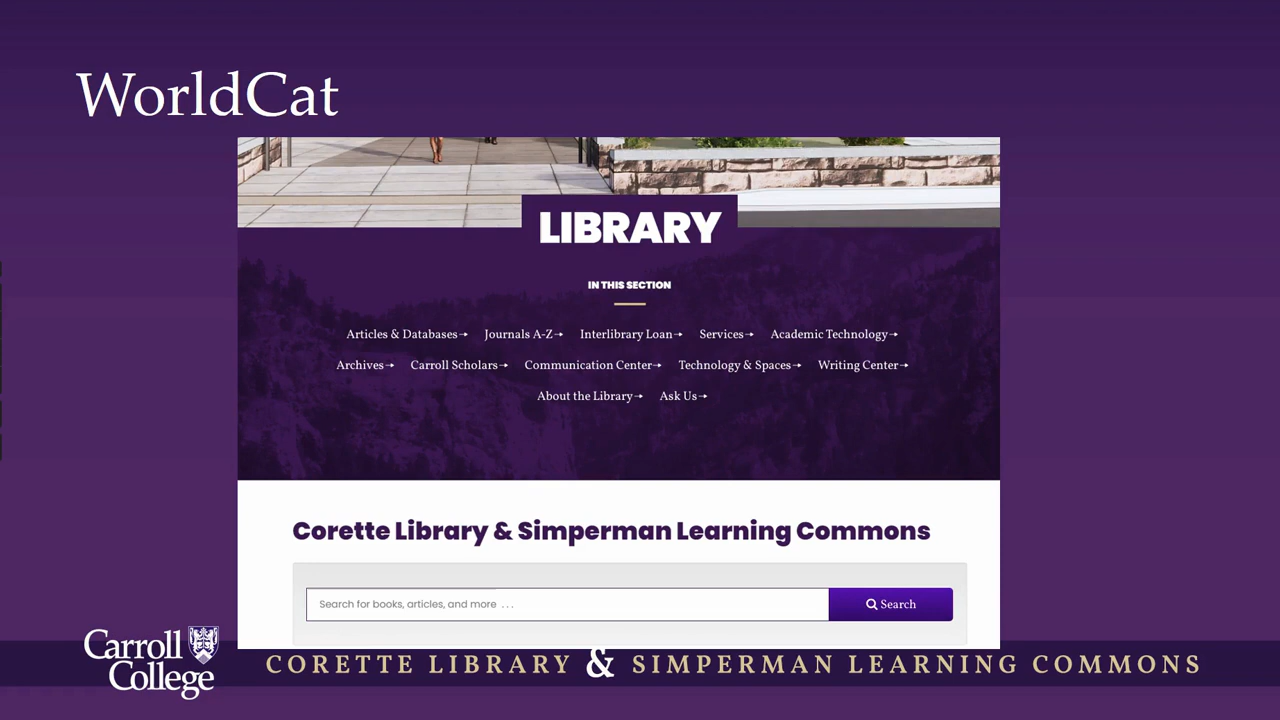 WorldCat
LIBRARY
IN THIS SECTION
Articles & Databases→ Journals A-Z→ Interlibrary Loan→ Services→ Academic Technology→
Archives→ Carroll Scholars→ Communication Center→ Technology & Spaces→ Writing Center→
About the Library→ Ask Us→
Corette Library & Simperman Learning Commons
Search for books, articles, and more . . . Search
Carroll College
CORETTE LIBRARY & SIMPERMAN LEARNING COMMONS